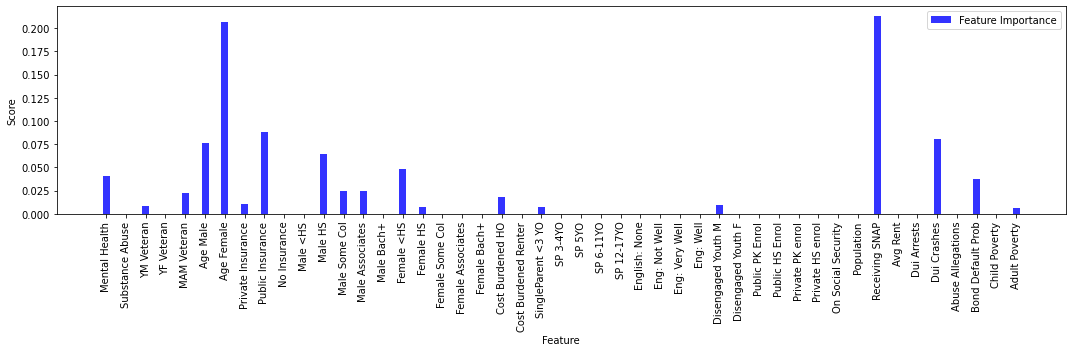 Feature Importance
0.200
0.175
0.150
0.125
0.100
0.075
0.050
0.025
0.000
Score
Mental Health
Substance Abuse
YM Veteran
YF Veteran
MAM Veteran
Age Male
Age Female
Private Insurance
Public Insurance
No Insurance
Male <HS
Male HS
Male Some Col
Male Associates
Male Bach+
Female <HS
Female HS
Female Some Col
Female Associates
Female Bach+
Cost Burdened HO
Cost Burdened Renter
SingleParent <3 YO
SP 3-4YO
SP 5YO
SP 6-11YO
SP 12-17YO
English: None
Eng: Not Well
Eng: Very Well
Eng: Well
Disengaged Youth M
Disengaged Youth F
Public PK Enrol
Public HS Enrol
Private PK enrol
Private HS enrol
On Social Security
Population
Receiving SNAP
Avg Rent
Dui Arrests
Dui Crashes
Abuse Allegations
Bond Default Prob
Child Poverty
Adult Poverty
Feature